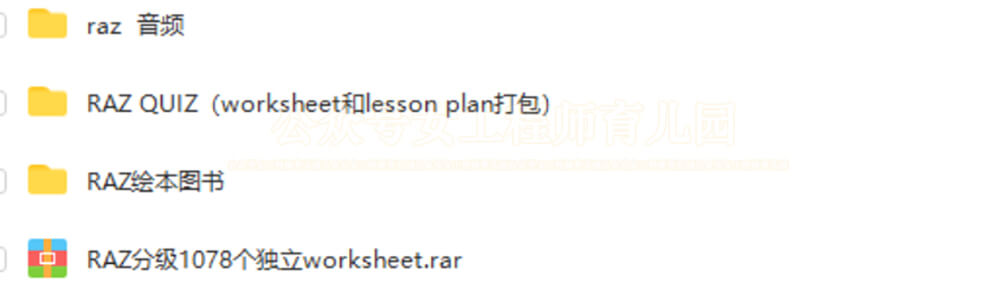 raz 音频
RAZ QUIZ（worksheet和lesson plan打包）
公众号女工程师育儿园
RAZ绘本图书
RAZ分级1078个独立worksheet.rar